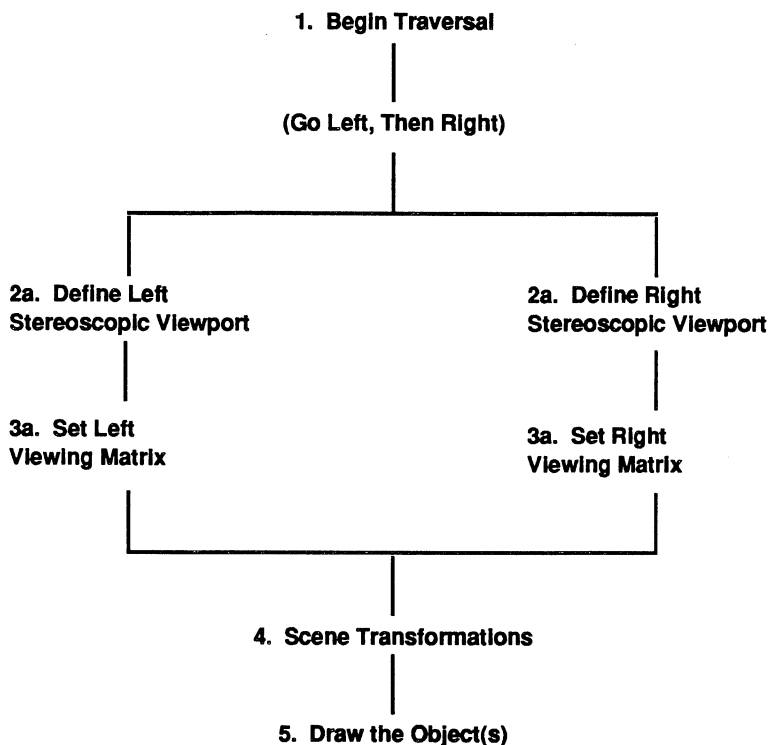 1. Begin Traversal
(Go Left, Then Right)
2a. Define Left
Stereoscopic Viewport
2a. Define Right
Stereoscopic Viewport
3a. Set Left
Viewing Matrix
3a. Set Right
Viewing Matrix
4. Scene Transformations
5. Draw the Object(s)